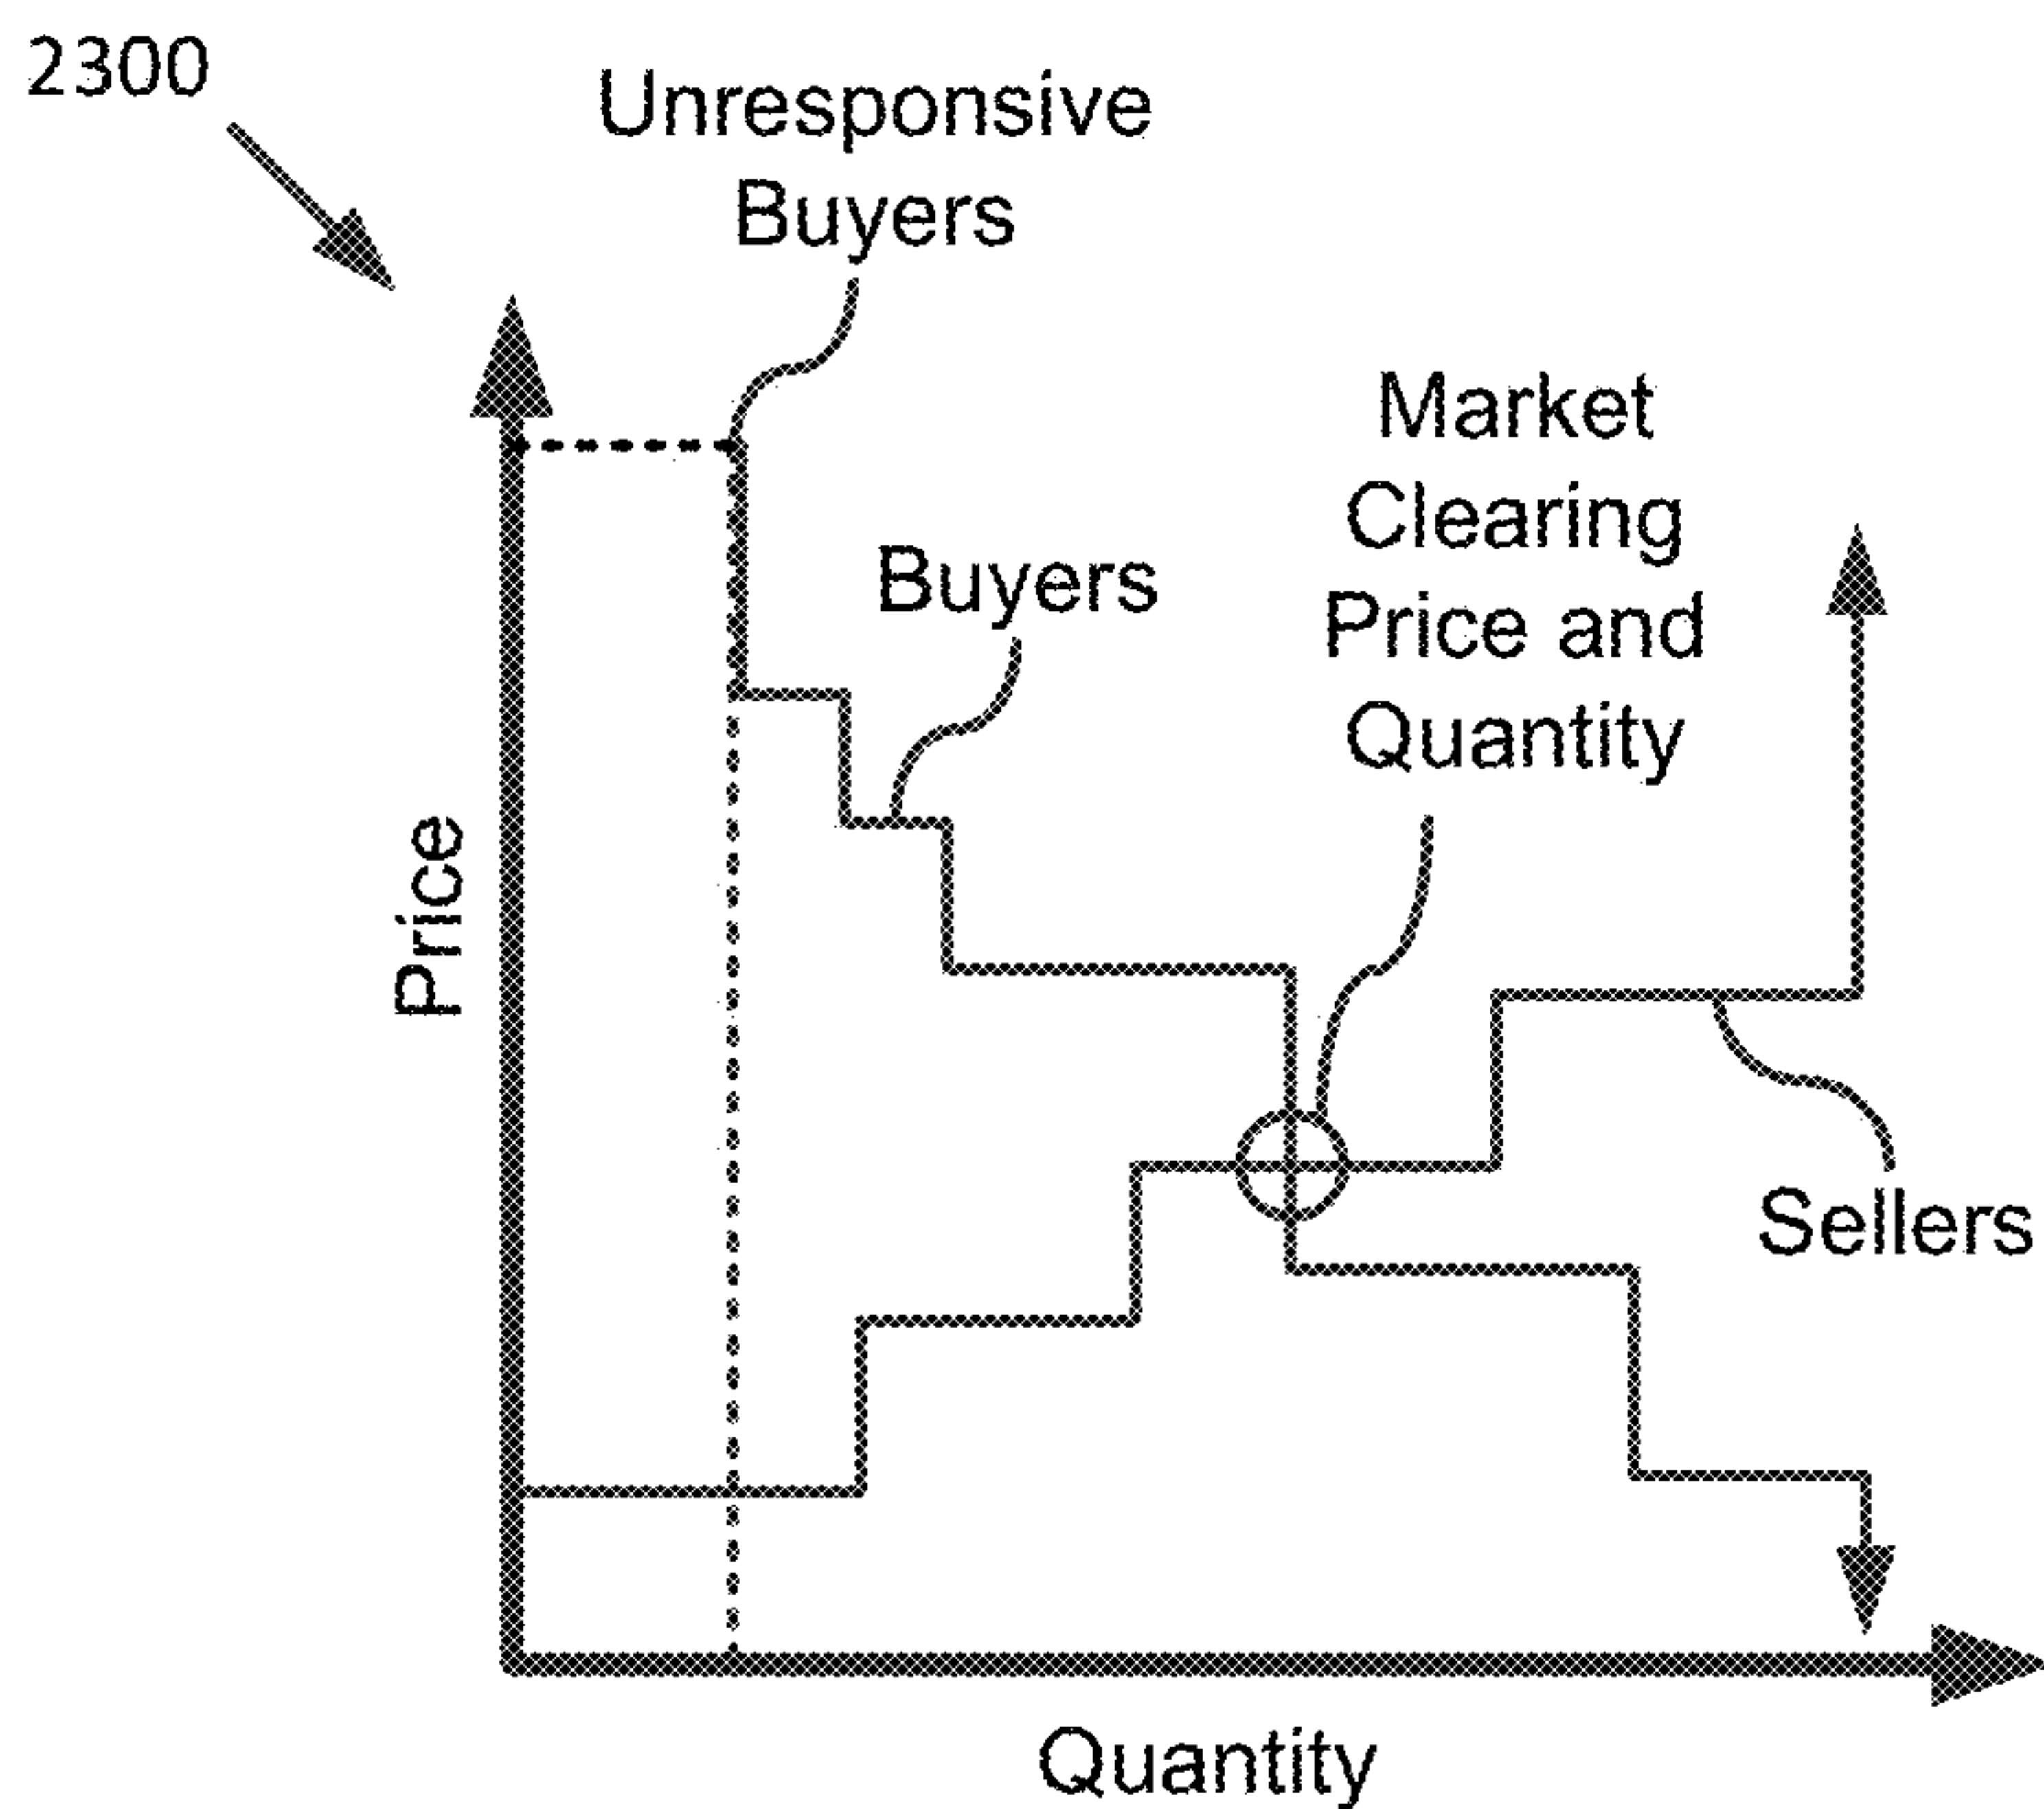 2300
Unresponsive
Buyers
Market
Clearing
Price and
Quantity
Buyers
Price
Sellers
Quantity